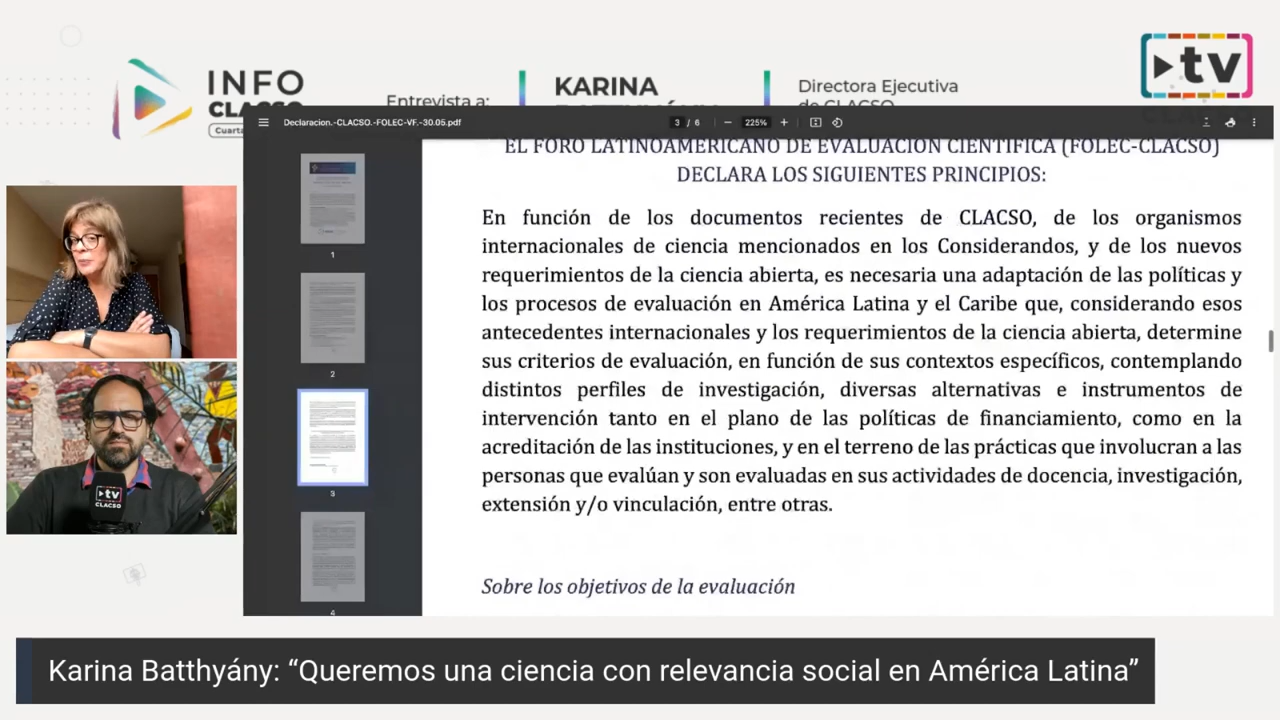 INFO
CLACSO
Entrevista a:
KARINA
BATTHYÁNY
Directora Ejecutiva
de CLACSO
tv
Declaracion.-CLACSO.-FOLEC-VF.-30.05.pdf
3 / 6
225%
EL FORO LATINOAMERICANO DE EVALUACIÓN CIENTÍFICA (FOLEC-CLACSO)
DECLARA LOS SIGUIENTES PRINCIPIOS:
En función de los documentos recientes de CLACSO, de los organismos
internacionales de ciencia mencionados en los Considerandos, y de los nuevos
requerimientos de la ciencia abierta, es necesaria una adaptación de las políticas y
los procesos de evaluación en América Latina y el Caribe que, considerando esos
antecedentes internacionales y los requerimientos de la ciencia abierta, determine
sus criterios de evaluación, en función de sus contextos específicos, contemplando
distintos perfiles de investigación, diversas alternativas e instrumentos de
intervención tanto en el plano de las políticas de financiamiento, como en la
acreditación de las instituciones, y en el terreno de las prácticas que involucran a las
personas que evalúan y son evaluadas en sus actividades de docencia, investigación,
extensión y/o vinculación, entre otras.
Sobre los objetivos de la evaluación
1
2
3
4
tv
CLACSO
Karina Batthyány: “Queremos una ciencia con relevancia social en América Latina”